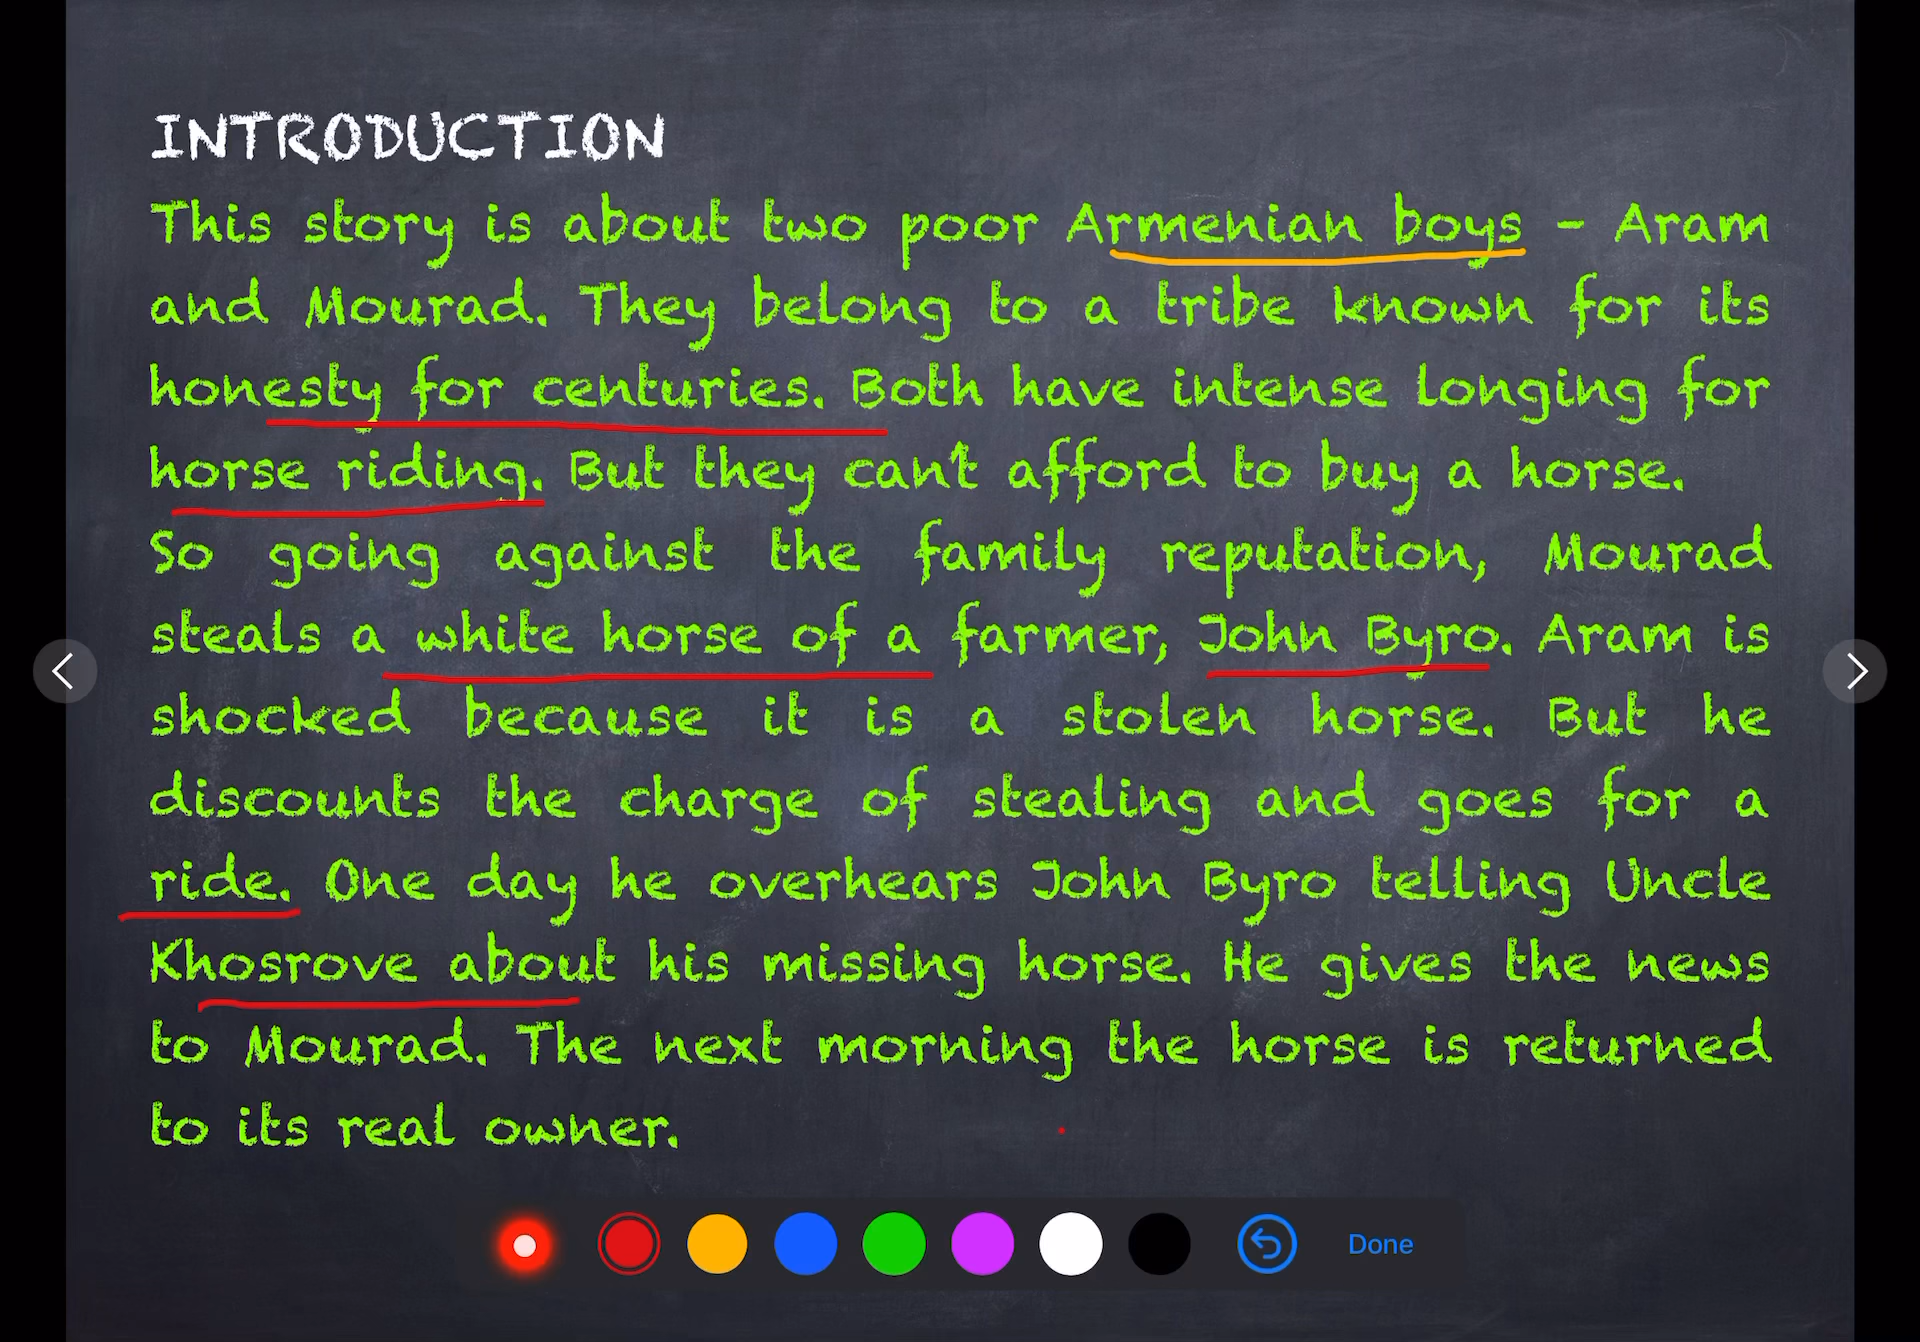 INTRODUCTION
This story is about two poor Armenian boys - Aram
and Mourad. They belong to a tribe known for its
honesty for centuries. Both have intense longing for
horse riding. But they can't afford to buy a horse.
So going against the family reputation, Mourad
steals a white horse of a farmer, John Byro. Aram is
shocked because it is a stolen horse. But he
discounts the charge of stealing and goes for a
ride. One day he overhears John Byro telling Uncle
Khosrove about his missing horse. He gives the news
to Mourad. The next morning the horse is returned
to its real owner.
Done